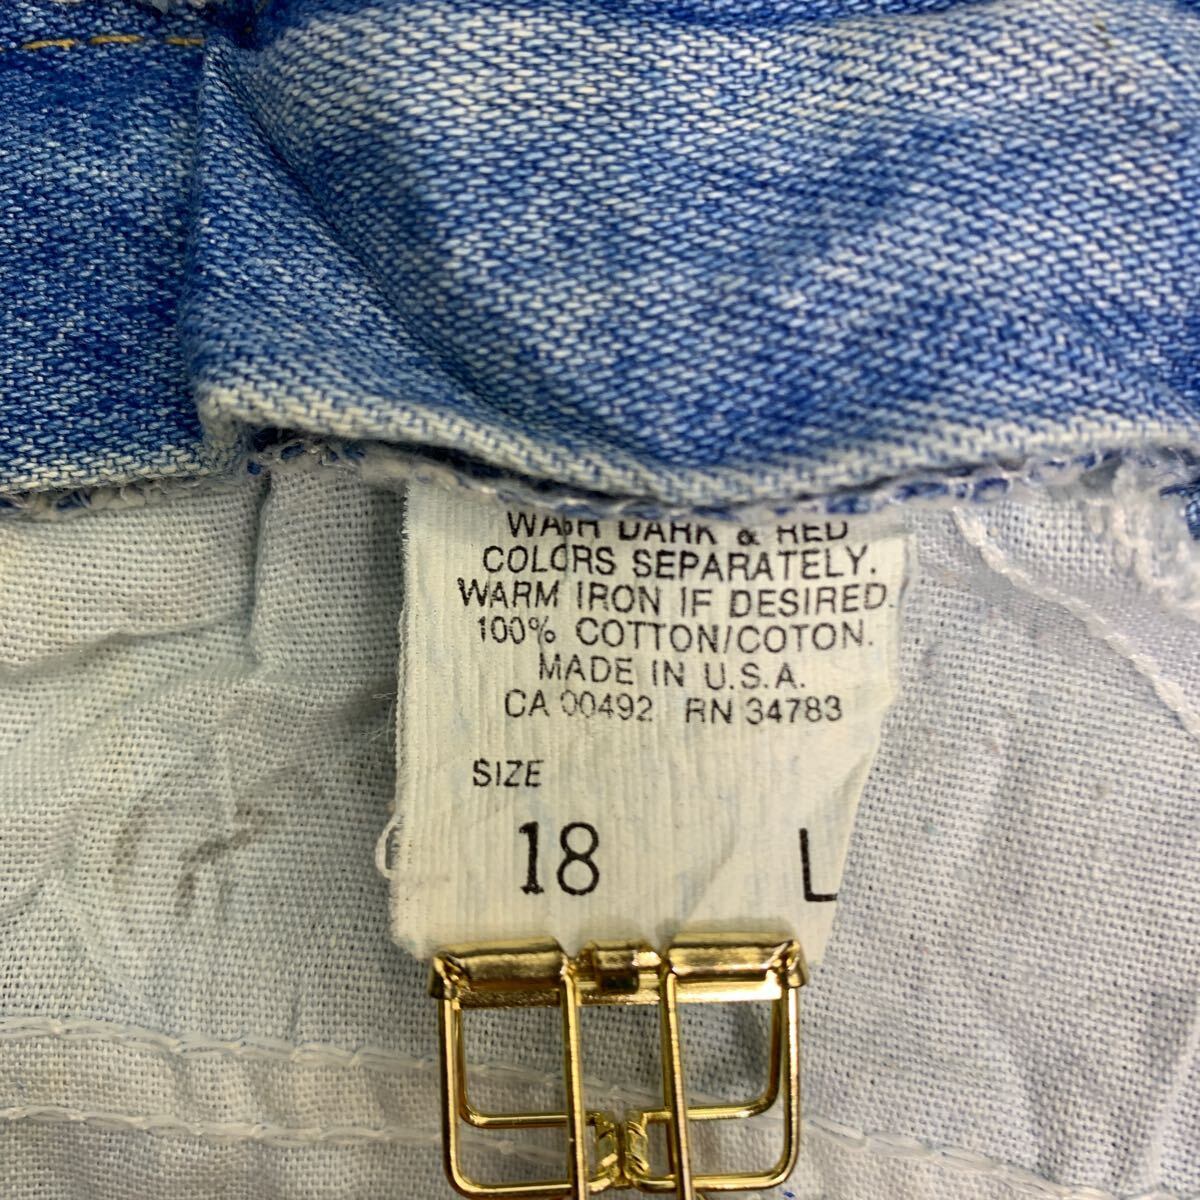 WASH DARK & RED
COLORS SEPARATELY.
WARM IRON IF DESIRED.
100% COTTON/COTON.
MADE IN U.S.A.
CA 00492 RN 34783
SIZE
18 L